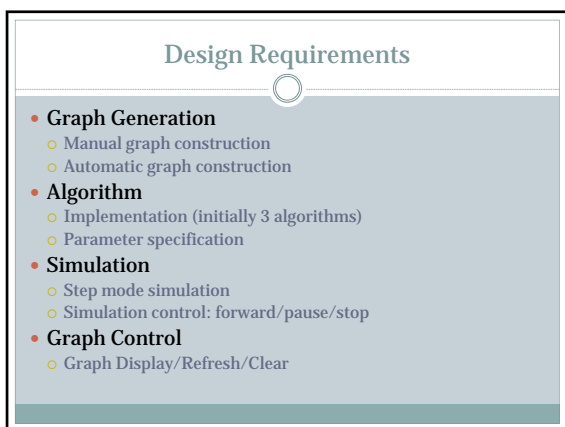 Design Requirements
• Graph Generation
○ Manual graph construction
○ Automatic graph construction
• Algorithm
○ Implementation (initially 3 algorithms)
○ Parameter specification
• Simulation
○ Step mode simulation
○ Simulation control: forward/pause/stop
• Graph Control
○ Graph Display/Refresh/Clear